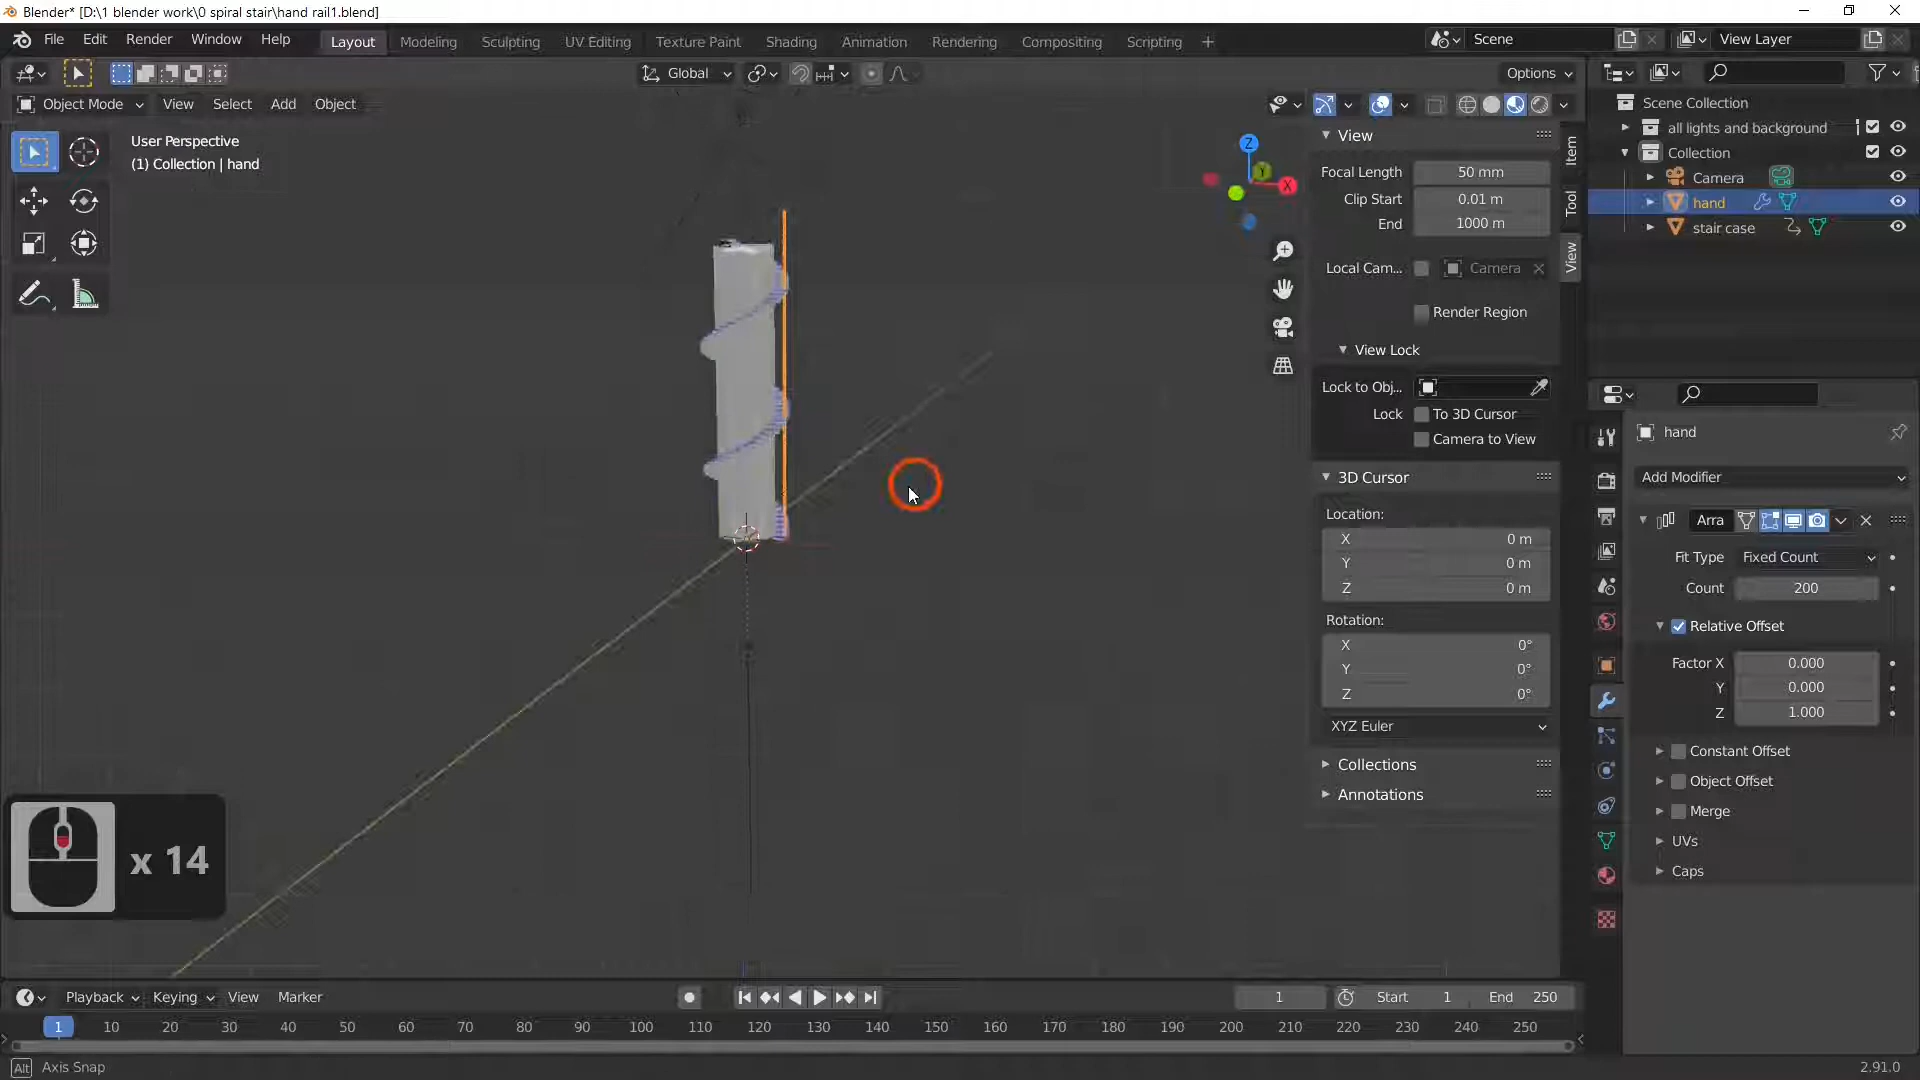 Blender* [D:\1 blender work\0 spiral stair\hand rail1.blend]
File Edit Render Window Help Layout Modeling Sculpting UV Editing Texture Paint Shading Animation Rendering Compositing Scripting + Scene View Layer
Global Options
Object Mode View Select Add Object
User Perspective
(1) Collection | hand
Z
Y
X
View
Focal Length 50 mm
Clip Start 0.01 m
End 1000 m
Local Cam... Camera
Render Region
View Lock
Lock to Obj...
Lock To 3D Cursor
Camera to View
3D Cursor
Location:
X 0 m
Y 0 m
Z 0 m
Rotation:
X 0°
Y 0°
Z 0°
XYZ Euler
Collections
Annotations
Item
Tool
View
Scene Collection
all lights and background
Collection
Camera
hand
stair case
hand
Add Modifier
Arra
Fit Type Fixed Count
Count 200
Relative Offset
Factor X 0.000
Y 0.000
Z 1.000
Constant Offset
Object Offset
Merge
UVs
Caps
x 14
Playback Keying View Marker 1 Start 1 End 250
1 10 20 30 40 50 60 70 80 90 100 110 120 130 140 150 160 170 180 190 200 210 220 230 240 250
Alt Axis Snap 2.91.0